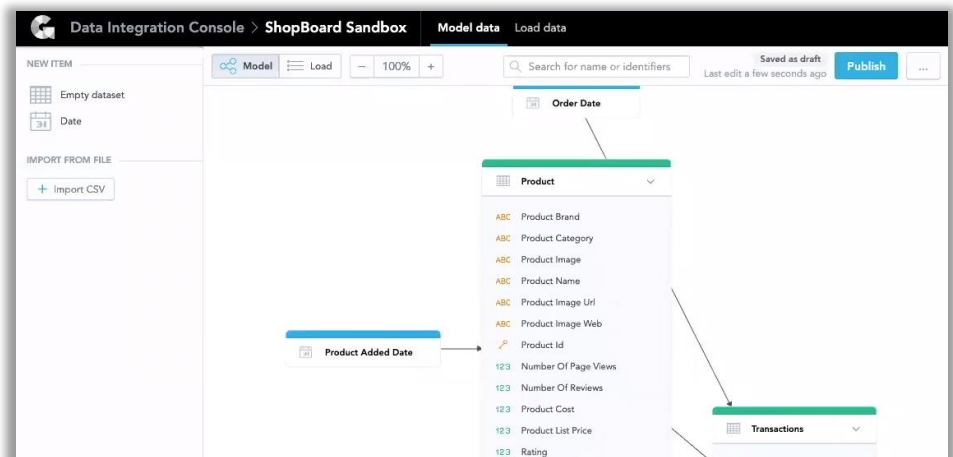 Data Integration Console > ShopBoard Sandbox Model data Load data
NEW ITEM
Empty dataset
31 Date
IMPORT FROM FILE
+ Import CSV
Model Load − 100% + Search for name or identifiers
Saved as draft
Last edit a few seconds ago
Publish ...
31 Order Date
Product
ABC Product Brand
ABC Product Category
ABC Product Image
ABC Product Name
ABC Product Image Url
ABC Product Image Web
Product Id
123 Number Of Page Views
123 Number Of Reviews
123 Product Cost
123 Product List Price
123 Rating
31 Product Added Date
Transactions